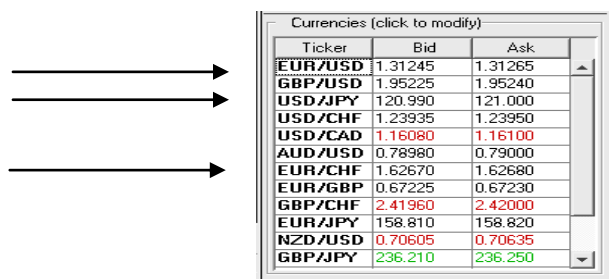 Currencies (click to modify)
Ticker Bid Ask
EUR/USD 1.31245 1.31265
GBP/USD 1.95225 1.95240
USD/JPY 120.990 121.000
USD/CHF 1.23935 1.23950
USD/CAD 1.16080 1.16100
AUD/USD 0.78980 0.79000
EUR/CHF 1.62670 1.62680
EUR/GBP 0.67225 0.67230
GBP/CHF 2.41960 2.42000
EUR/JPY 158.810 158.820
NZD/USD 0.70605 0.70635
GBP/JPY 236.210 236.250